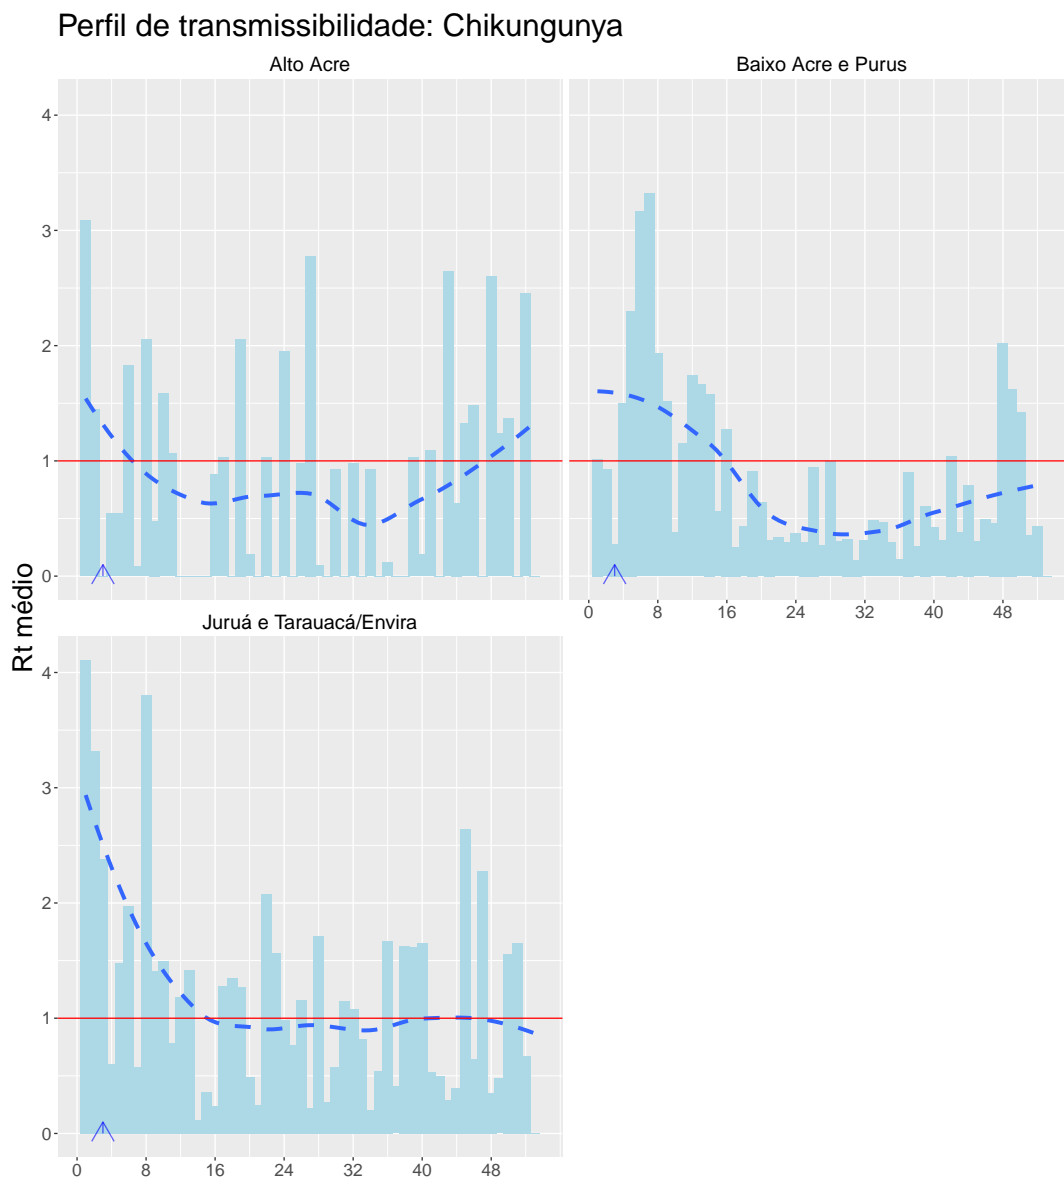 Perfil de transmissibilidade: Chikungunya
Alto Acre
Baixo Acre e Purus
4
3
2
1
0
0 8 16 24 32 40 48
Rt médio
Juruá e Tarauacá/Envira
4
3
2
1
0
0 8 16 24 32 40 48